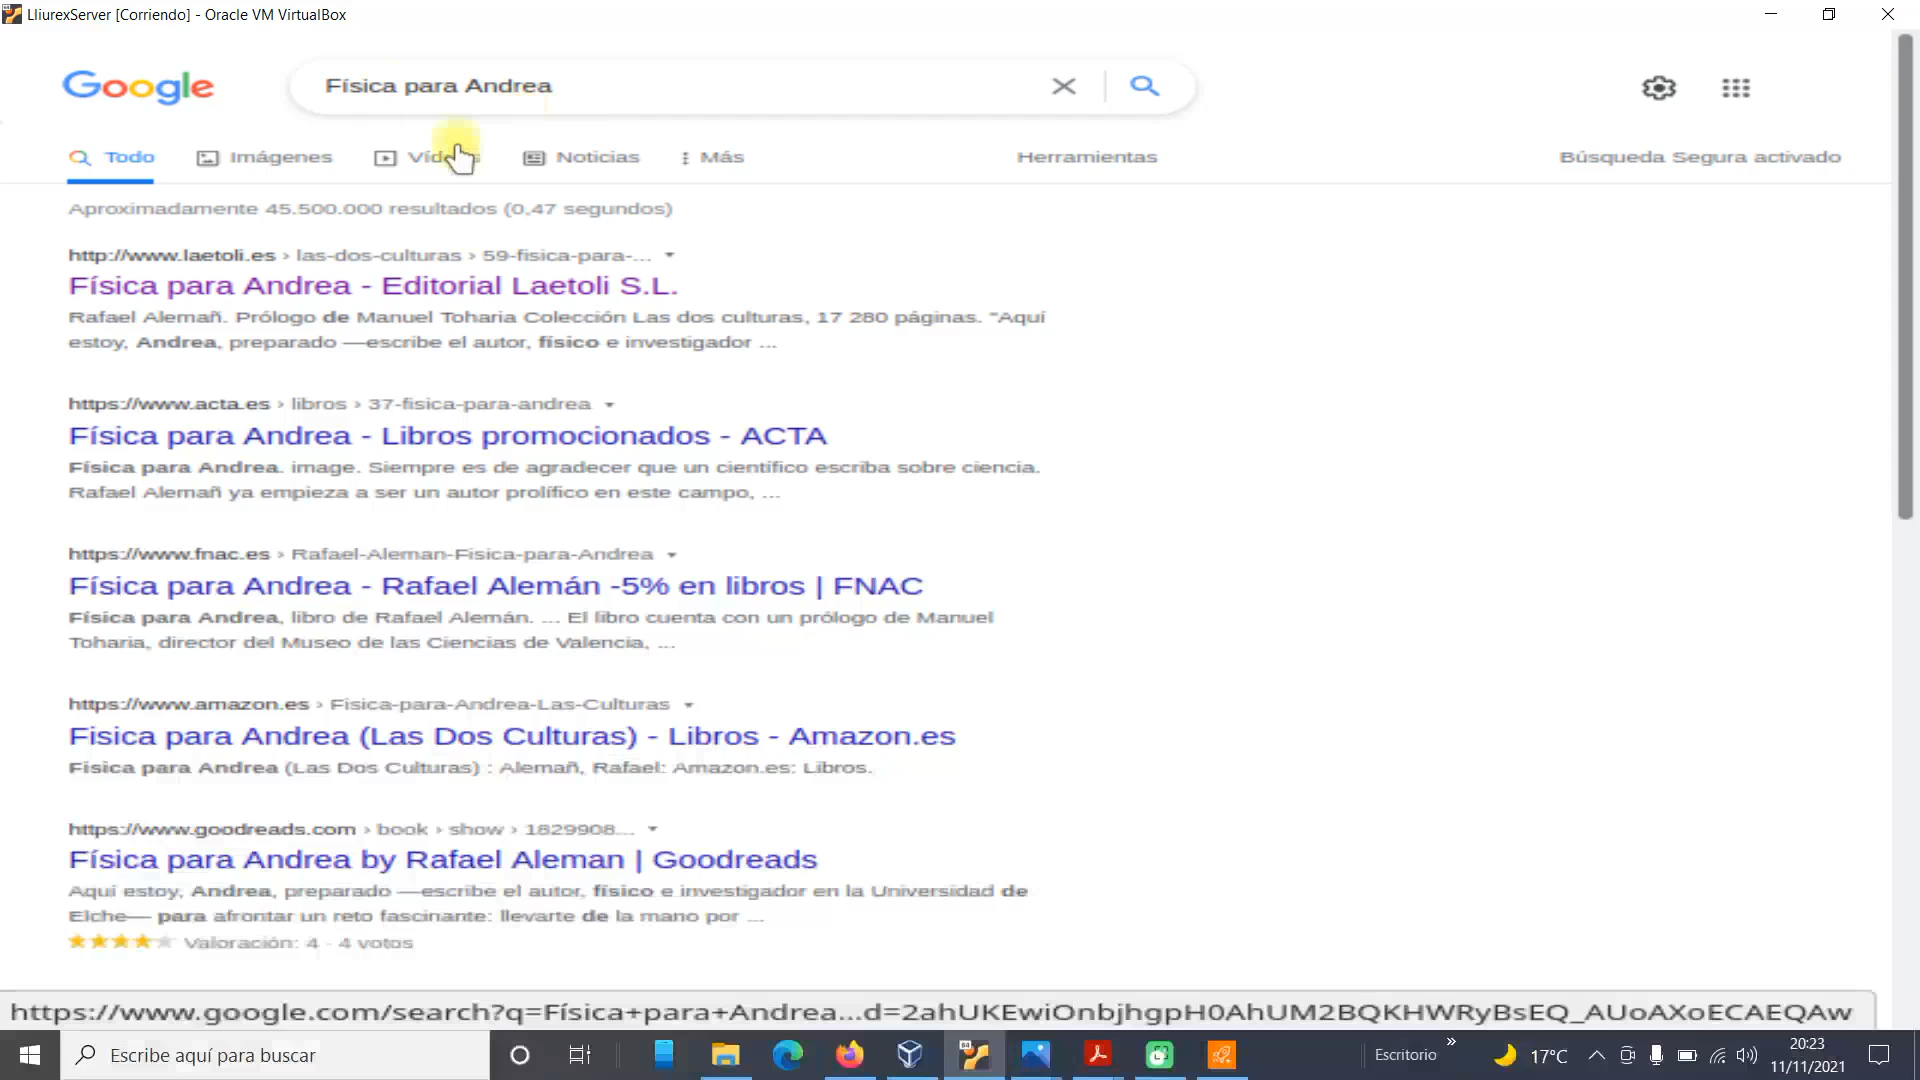 LliurexServer [Corriendo] - Oracle VM VirtualBox
Google
Física para Andrea
Todo Imágenes Noticias Más Herramientas Búsqueda Segura activado
Aproximadamente 45.500.000 resultados (0,47 segundos)
http://www.laetoli.es › las-dos-culturas › 59-fisica-para-...
Física para Andrea - Editorial Laetoli S.L.
Rafael Alemañ. Prólogo de Manuel Toharia Colección Las dos culturas, 17 280 páginas. "Aquí
estoy, Andrea, preparado —escribe el autor, físico e investigador ...
https://www.acta.es › libros › 37-fisica-para-andrea
Física para Andrea - Libros promocionados - ACTA
Física para Andrea. image. Siempre es de agradecer que un científico escriba sobre ciencia.
Rafael Alemañ ya empieza a ser un autor prolífico en este campo, ...
https://www.fnac.es › Rafael-Aleman-Fisica-para-Andrea
Física para Andrea - Rafael Alemán -5% en libros | FNAC
Física para Andrea, libro de Rafael Alemán. ... El libro cuenta con un prólogo de Manuel
Toharia, director del Museo de las Ciencias de Valencia, ...
https://www.amazon.es › Fisica-para-Andrea-Las-Culturas
Fisica para Andrea (Las Dos Culturas) - Libros - Amazon.es
Fisica para Andrea (Las Dos Culturas) : Alemañ, Rafael: Amazon.es: Libros.
https://www.goodreads.com › book › show › 1829908...
Física para Andrea by Rafael Aleman | Goodreads
Aquí estoy, Andrea, preparado —escribe el autor, físico e investigador en la Universidad de
Elche— para afrontar un reto fascinante: llevarte de la mano por ...
Valoración: 4 - 4 votos
https://www.google.com/search?q=Física+para+Andrea...d=2ahUKEwiOnbjhgpH0AhUM2BQKHWRyBsEQ_AUoAXoECAEQAw
Escribe aquí para buscar
Escritorio
17°C
20:23
11/11/2021